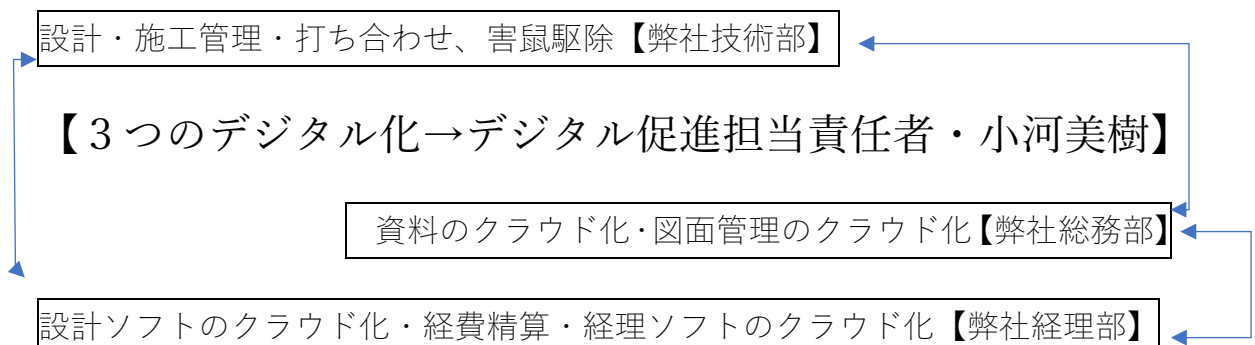 設計・施工管理・打ち合わせ、害鼠駆除【弊社技術部】
【３つのデジタル化→デジタル促進担当責任者・小河美樹】
資料のクラウド化・図面管理のクラウド化【弊社総務部】
設計ソフトのクラウド化・経費精算・経理ソフトのクラウド化【弊社経理部】